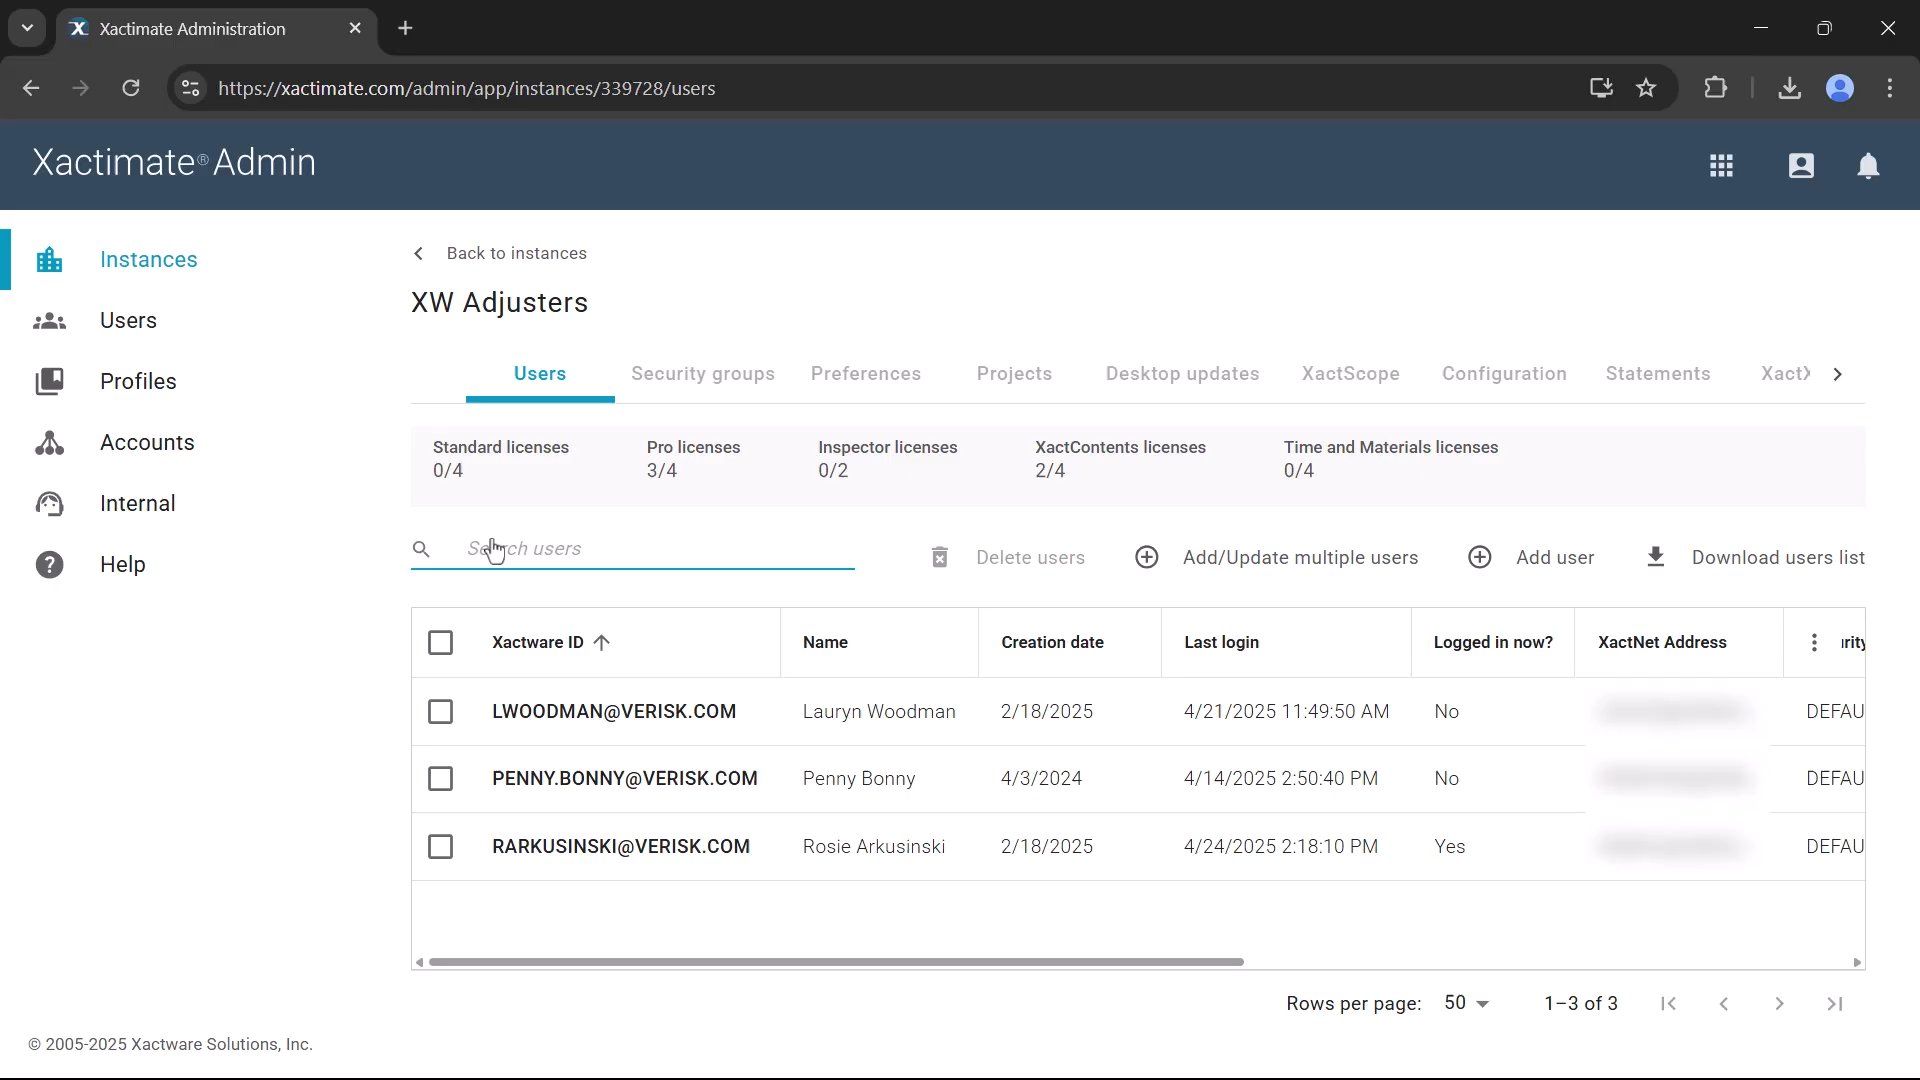 Xactimate Administration
https://xactimate.com/admin/app/instances/339728/users
Xactimate® Admin
Instances
Users
Profiles
Accounts
Internal
Help
Back to instances
XW Adjusters
Users Security groups Preferences Projects Desktop updates XactScope Configuration Statements XactX
Standard licenses Pro licenses Inspector licenses XactContents licenses Time and Materials licenses
0/4 3/4 0/2 2/4 0/4
Search users Delete users Add/Update multiple users Add user Download users list
Xactware ID Name Creation date Last login Logged in now? XactNet Address urity
LWOODMAN@VERISK.COM Lauryn Woodman 2/18/2025 4/21/2025 11:49:50 AM No DEFAU
PENNY.BONNY@VERISK.COM Penny Bonny 4/3/2024 4/14/2025 2:50:40 PM No DEFAU
RARKUSINSKI@VERISK.COM Rosie Arkusinski 2/18/2025 4/24/2025 2:18:10 PM Yes DEFAU
Rows per page: 50 1–3 of 3
© 2005-2025 Xactware Solutions, Inc.